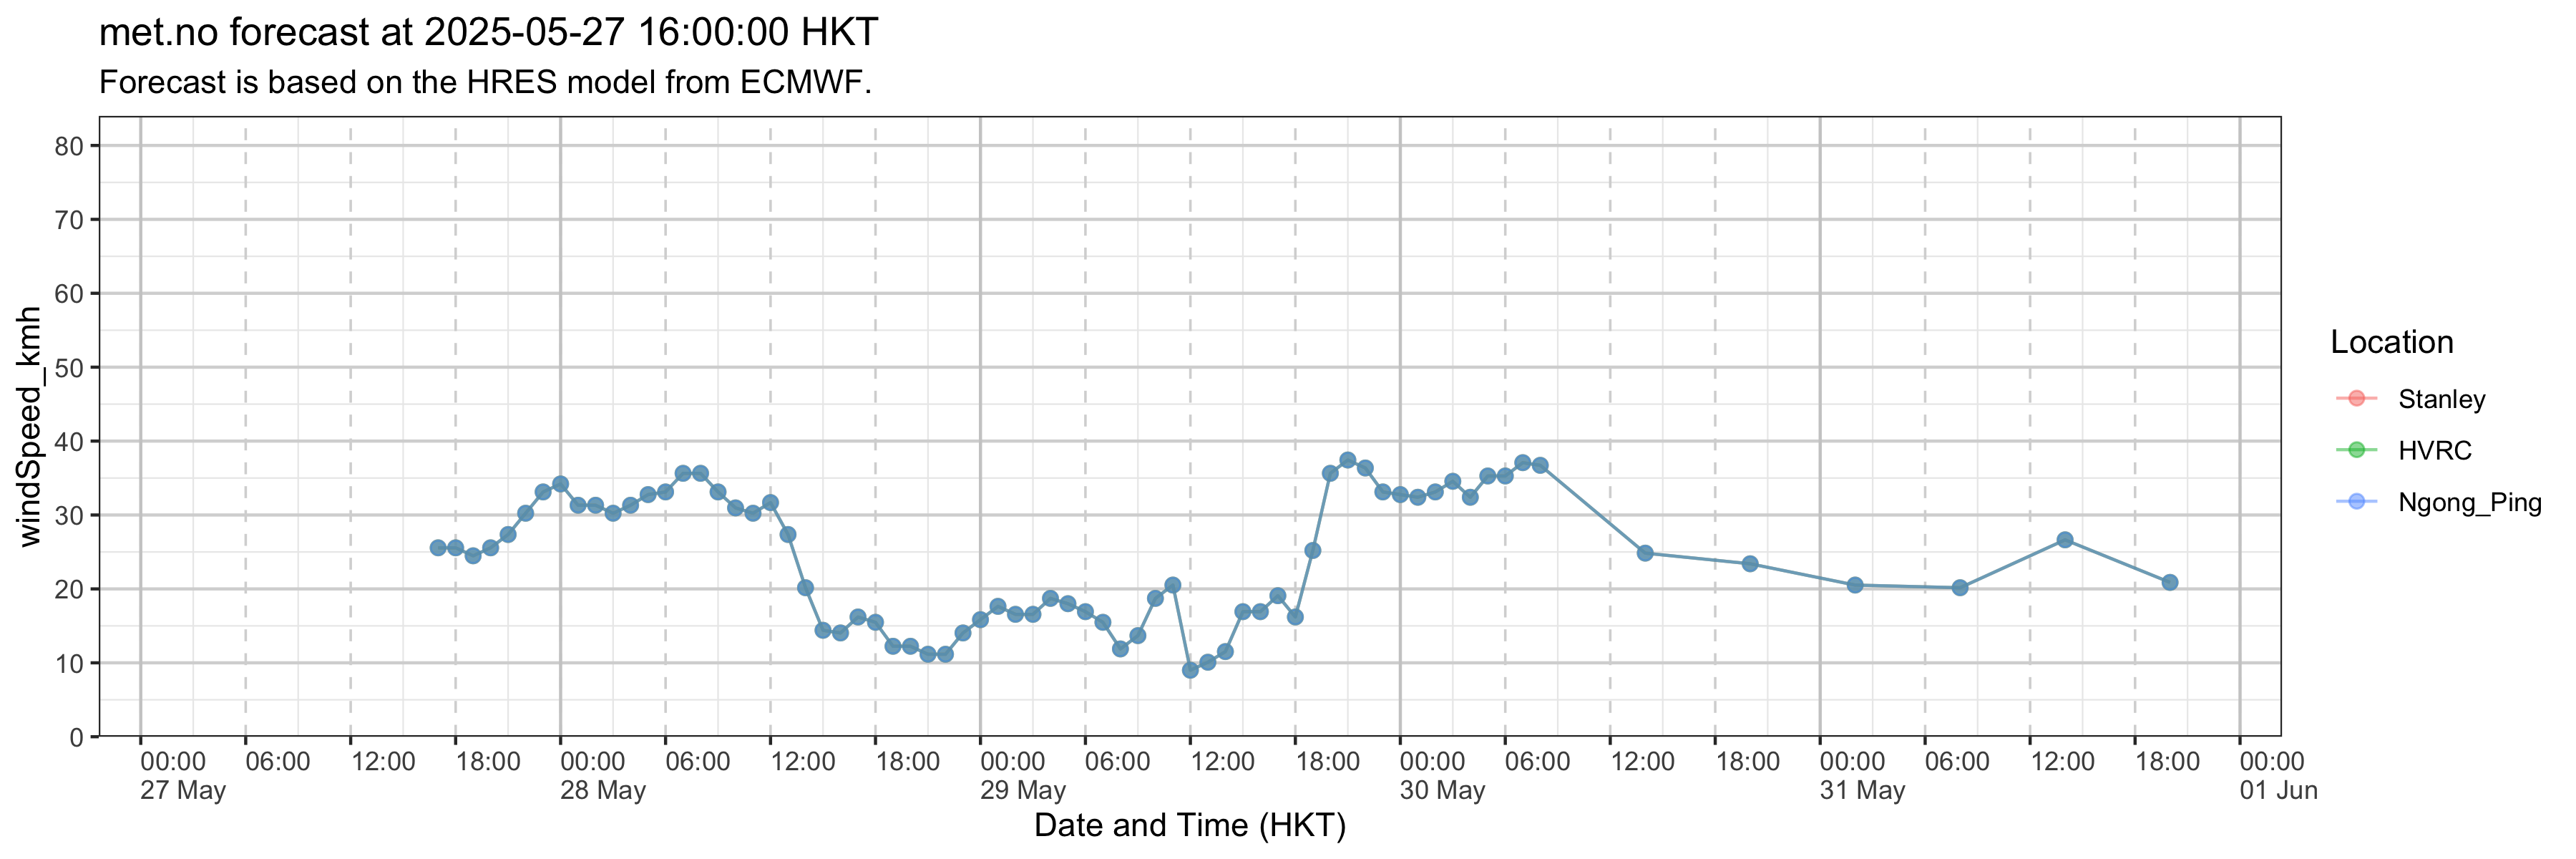 met.no forecast at 2025-05-27 16:00:00 HKT
Forecast is based on the HRES model from ECMWF.
windSpeed_kmh
80
70
60
50
40
30
20
10
0
00:00 06:00 12:00 18:00 00:00 06:00 12:00 18:00 00:00 06:00 12:00 18:00 00:00 06:00 12:00 18:00 00:00 06:00 12:00 18:00 00:00
27 May 28 May 29 May 30 May 31 May 01 Jun
Date and Time (HKT)
Location
Stanley
HVRC
Ngong_Ping